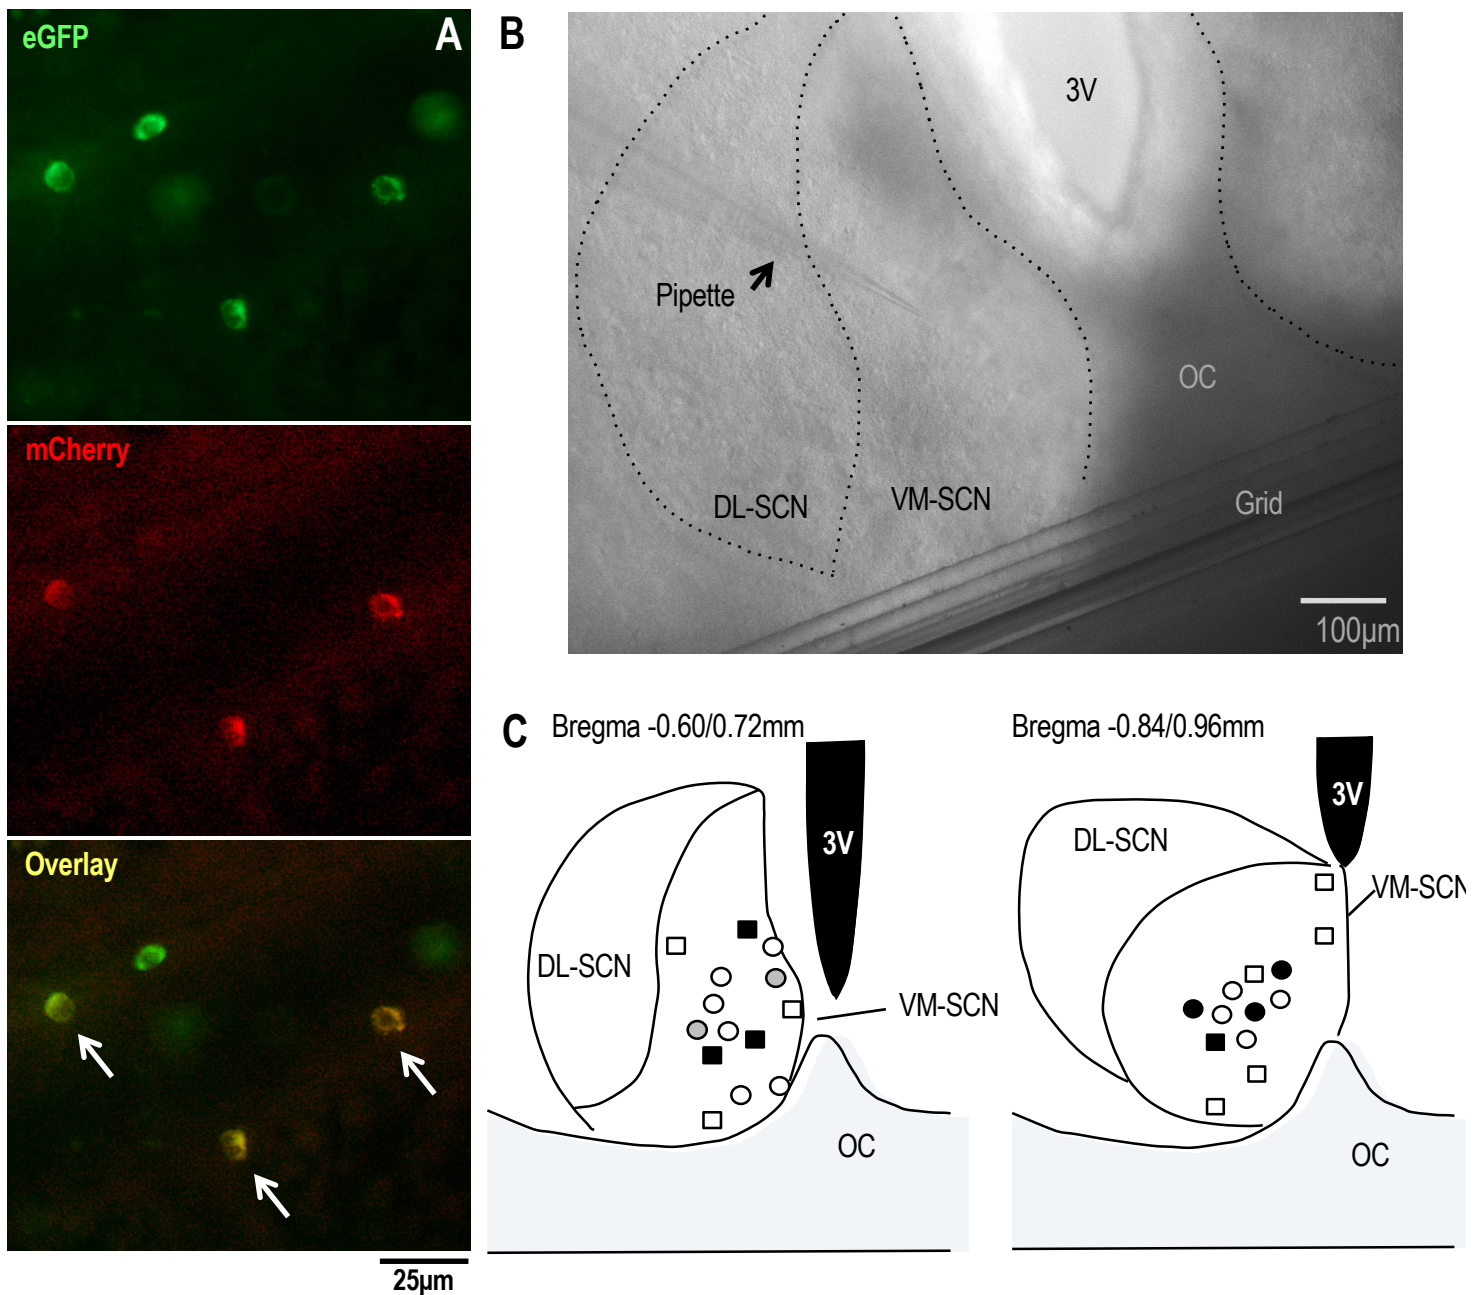 eGFP
A
mCherry
Overlay
25µm
B
3V
Pipette
OC
DL-SCN
VM-SCN
Grid
100µm
C
Bregma -0.60/0.72mm
3V
DL-SCN
VM-SCN
OC
Bregma -0.84/0.96mm
3V
DL-SCN
VM-SCN
OC